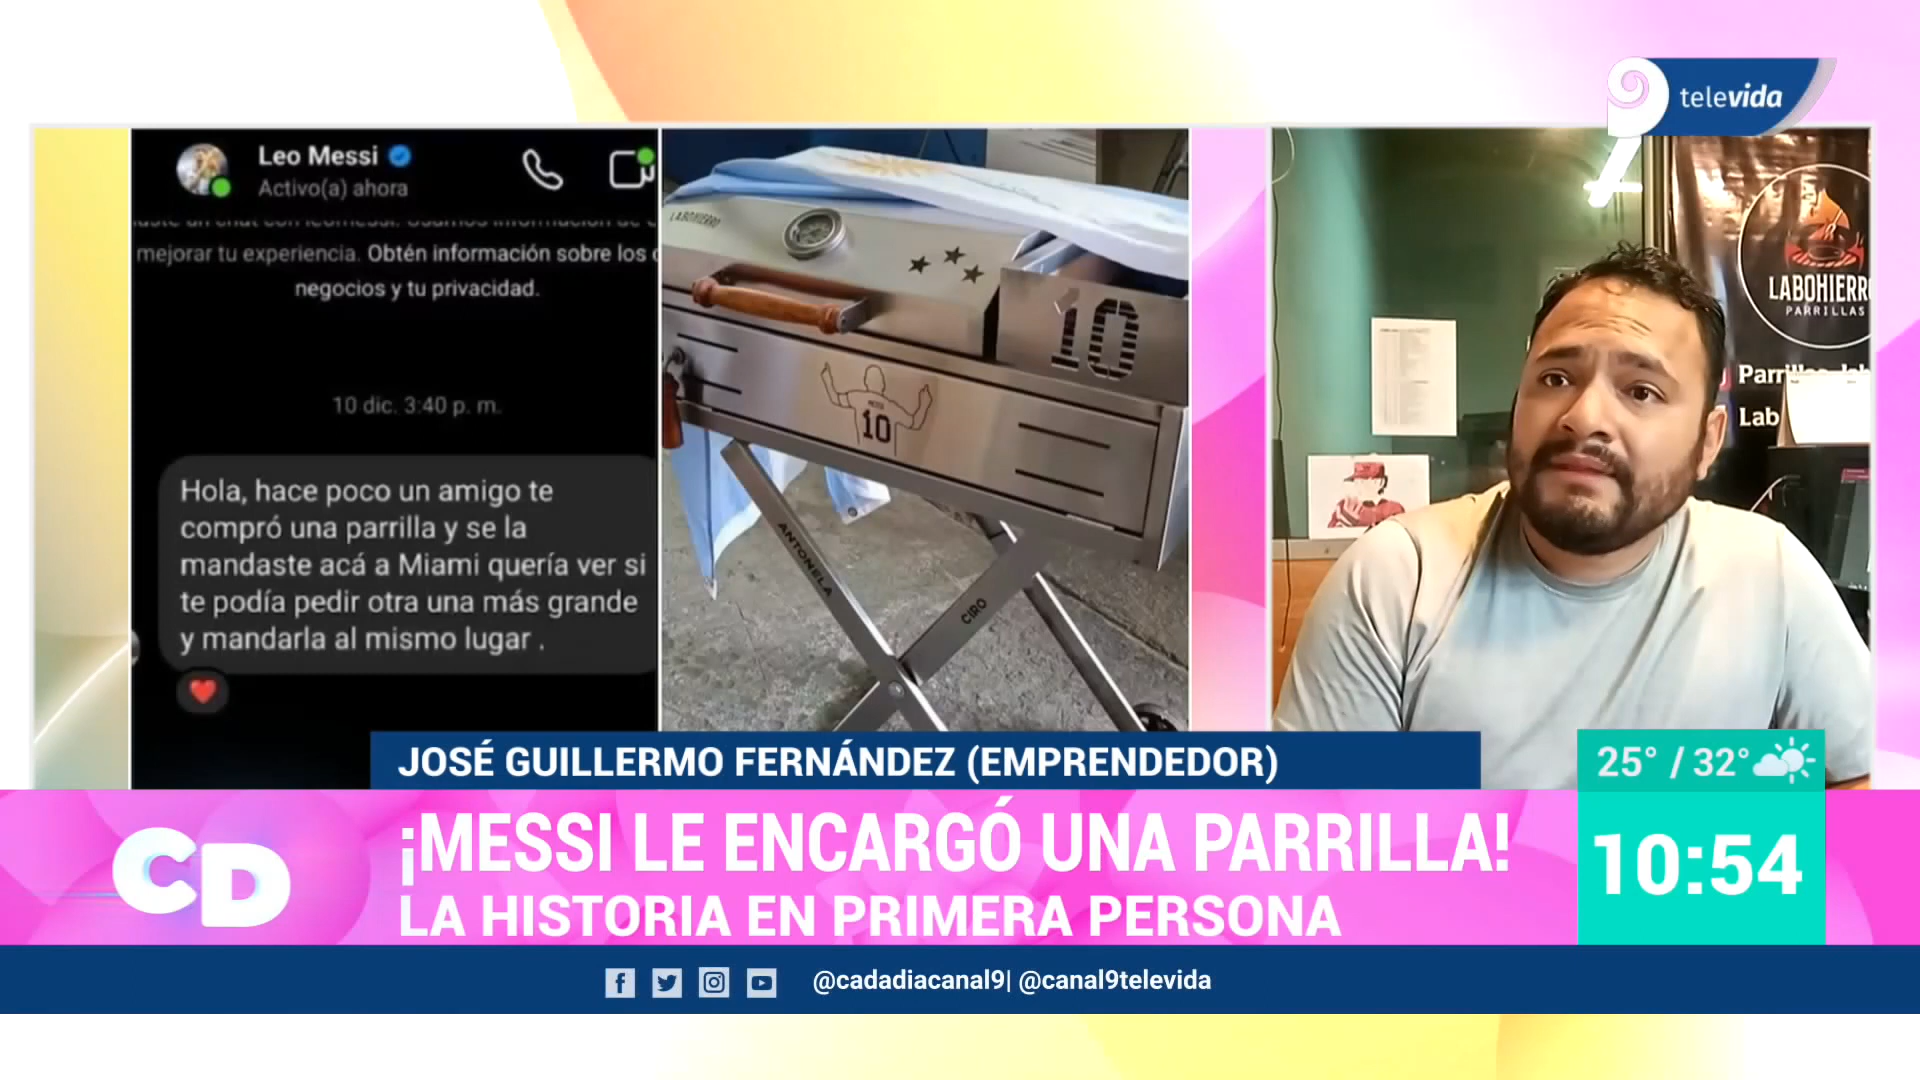 televida
Leo Messi
Activo(a) ahora
mejorar tu experiencia. Obtén información sobre los
negocios y tu privacidad.
10 dic. 3:40 p. m.
Hola, hace poco un amigo te
compró una parrilla y se la
mandaste acá a Miami quería ver si
te podía pedir otra una más grande
y mandarla al mismo lugar .
LABOHIERRO
10
MESSI
10
ANTONELA
CIRO
LABOHIERRO
PARRILLAS
Lab
JOSÉ GUILLERMO FERNÁNDEZ (EMPRENDEDOR)
25° / 32°
CD
¡MESSI LE ENCARGÓ UNA PARRILLA!
LA HISTORIA EN PRIMERA PERSONA
10:54
@cadadiacanal9| @canal9televida